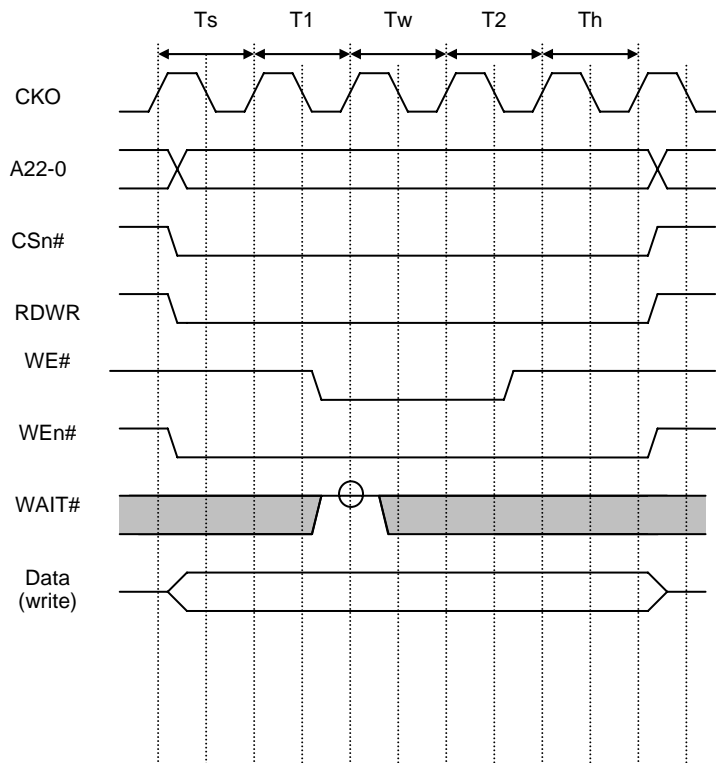 Ts T1 Tw T2 Th
CKO
A22-0
CSn#
RDWR
WE#
WEn#
WAIT#
Data
(write)